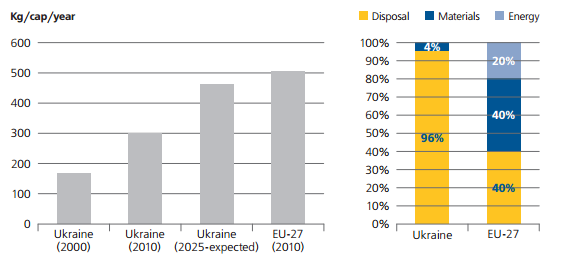 Kg/cap/year
600
500
400
300
200
100
0
Ukraine (2000)
Ukraine (2010)
Ukraine (2025-expected)
EU-27 (2010)
Disposal Materials Energy
100%
90%
80%
70%
60%
50%
40%
30%
20%
10%
0%
4%
96%
20%
40%
40%
Ukraine
EU-27